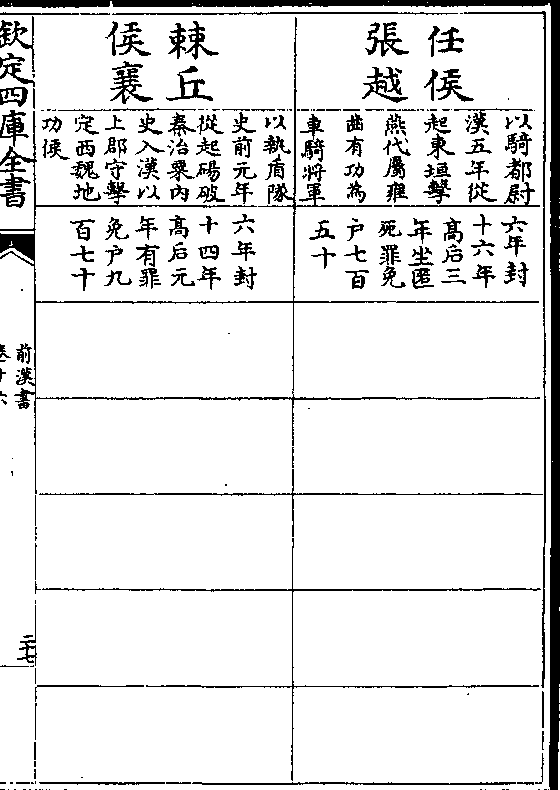 任侯
張越
以騎都尉
漢五年從
起東垣擊
燕代屬雍
齒有功為
車騎將軍
六年封
十六年
高后三
年坐匿
死罪免
戶七百
五十
棘丘
侯襄
以執盾隊
史前元年
從起碭破
秦治粟內
史入漢以
上郡守擊
定西魏地
功侯
六年封
十四年
高后元
年有罪
免戶九
百七十
欽定四庫全書
前漢書
卷十六
二十七